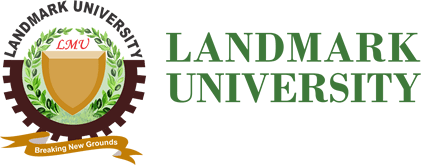 LANDMARK UNIVERSITY
LMU
Breaking New Grounds
LANDMARK
UNIVERSITY